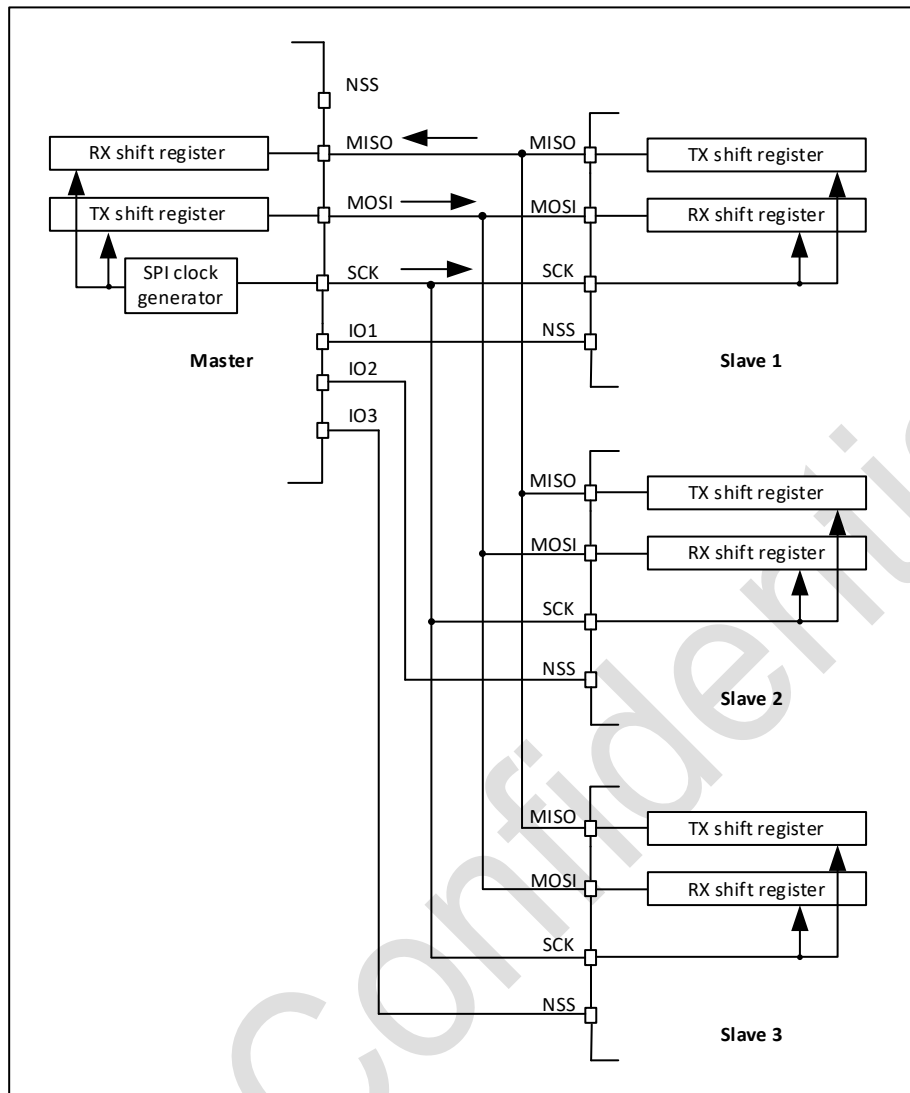 NSS
MISO
MISO
RX shift register
TX shift register
MOSI
MOSI
TX shift register
RX shift register
SCK
SCK
SPI clock
generator
IO1
NSS
Master
Slave 1
IO2
IO3
MISO
TX shift register
MOSI
RX shift register
SCK
NSS
Slave 2
MISO
TX shift register
MOSI
RX shift register
SCK
NSS
Slave 3
Confidential